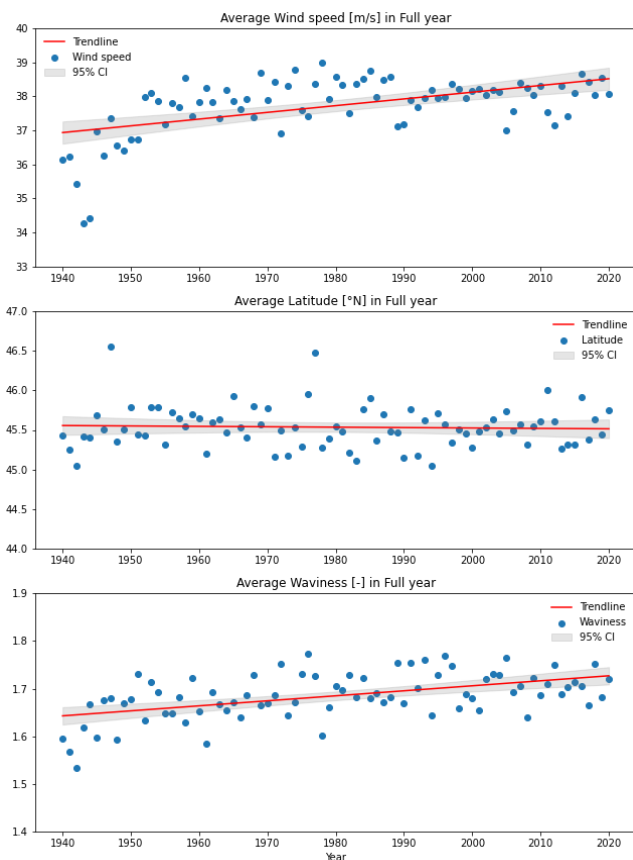 Average Wind speed [m/s] in Full year
40
39
38
37
36
35
34
33
Trendline
Wind speed
95% CI
1940 1950 1960 1970 1980 1990 2000 2010 2020
Average Latitude [°N] in Full year
47.0
46.5
46.0
45.5
45.0
44.5
44.0
Trendline
Latitude
95% CI
1940 1950 1960 1970 1980 1990 2000 2010 2020
Average Waviness [-] in Full year
1.9
1.8
1.7
1.6
1.5
1.4
Trendline
Waviness
95% CI
1940 1950 1960 1970 1980 1990 2000 2010 2020
Year